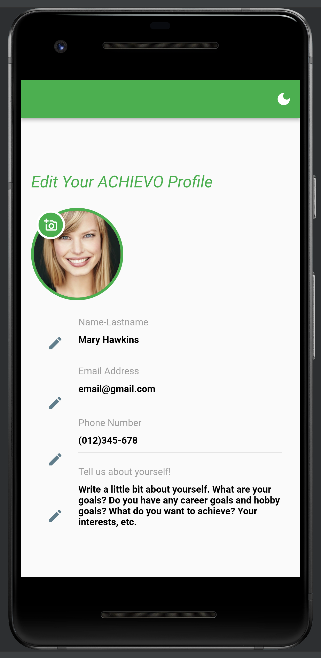 Edit Your ACHIEVO Profile
Name-Lastname
Mary Hawkins
Email Address
email@gmail.com
Phone Number
(012)345-678
Tell us about yourself!
Write a little bit about yourself. What are your
goals? Do you have any career goals and hobby
goals? What do you want to achieve? Your
interests, etc.